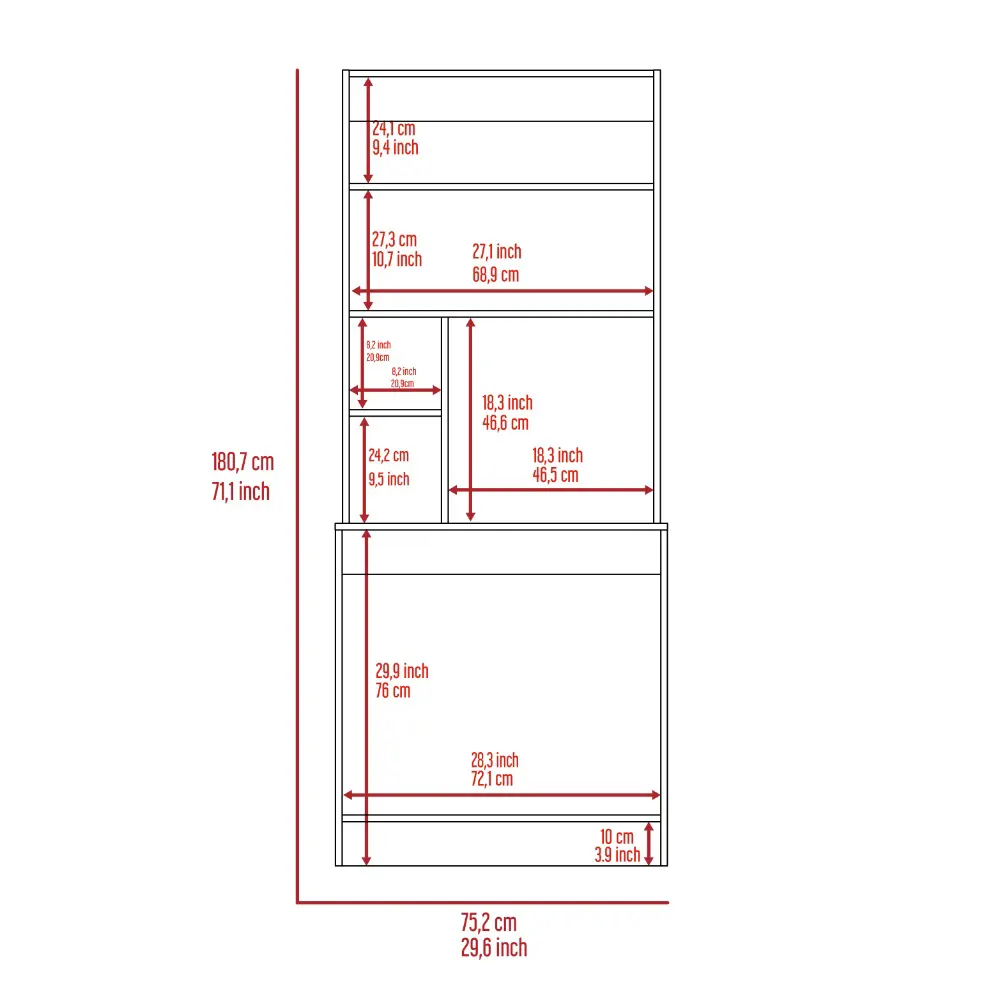 24,1 cm
9,4 inch
27,3 cm
10,7 inch
27,1 inch
68,9 cm
8,2 inch
20,9cm
8,2 inch
20,9cm
18,3 inch
46,6 cm
24,2 cm
9,5 inch
18,3 inch
46,5 cm
180,7 cm
71,1 inch
29,9 inch
76 cm
28,3 inch
72,1 cm
10 cm
3.9 inch
75,2 cm
29,6 inch